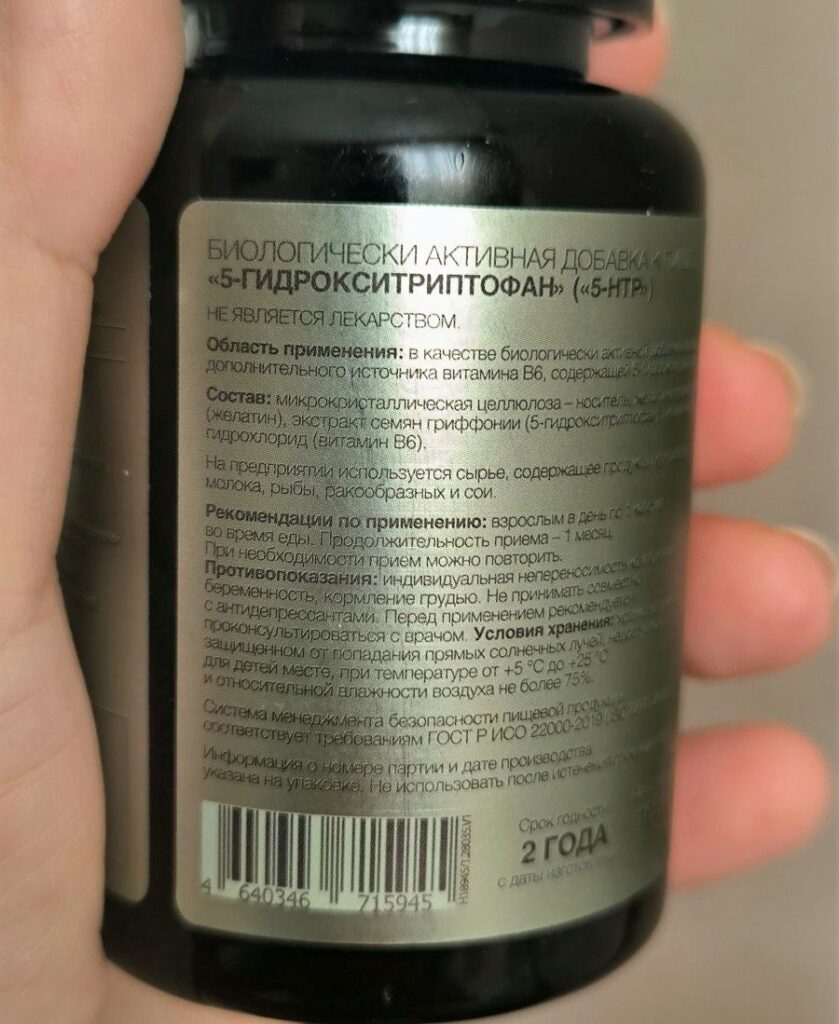 БИОЛОГИЧЕСКИ АКТИВНАЯ ДОБАВКА К
«5-ГИДРОКСИТРИПТОФАН» («5-HTP»)
НЕ ЯВЛЯЕТСЯ ЛЕКАРСТВОМ.
Область применения: в качестве биологически активной
дополнительного источника витамина В6, содержащей
Состав: микрокристаллическая целлюлоза – носитель,
(желатин), экстракт семян гриффонии (5-гидрокситриптофан
гидрохлорид (витамин В6).
На предприятии используется сырье, содержащее
молока, рыбы, ракообразных и сои.
Рекомендации по применению: взрослым в день по 1
во время еды. Продолжительность приема – 1 месяц.
При необходимости прием можно повторить.
Противопоказания: индивидуальная непереносимость
беременность, кормление грудью. Не принимать совместно
с антидепрессантами. Перед применением рекомендуется
проконсультироваться с врачом. Условия хранения:
защищенном от попадания прямых солнечных лучей,
для детей месте, при температуре от +5 °С до +25 °С
и относительной влажности воздуха не более 75%.
Система менеджмента безопасности пищевой продукции
соответствует требованиям ГОСТ Р ИСО 22000-2019
Информация о номере партии и дате производства
указана на упаковке. Не использовать после
Срок годности:
2 ГОДА
с даты
4 640346 715945